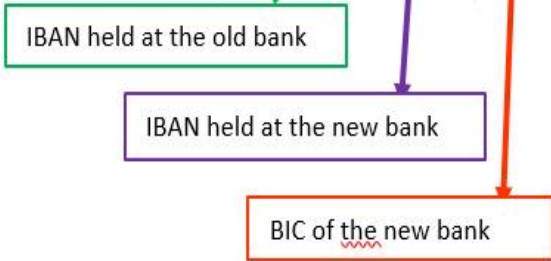 IBAN held at the old bank
IBAN held at the new bank
BIC of the new bank